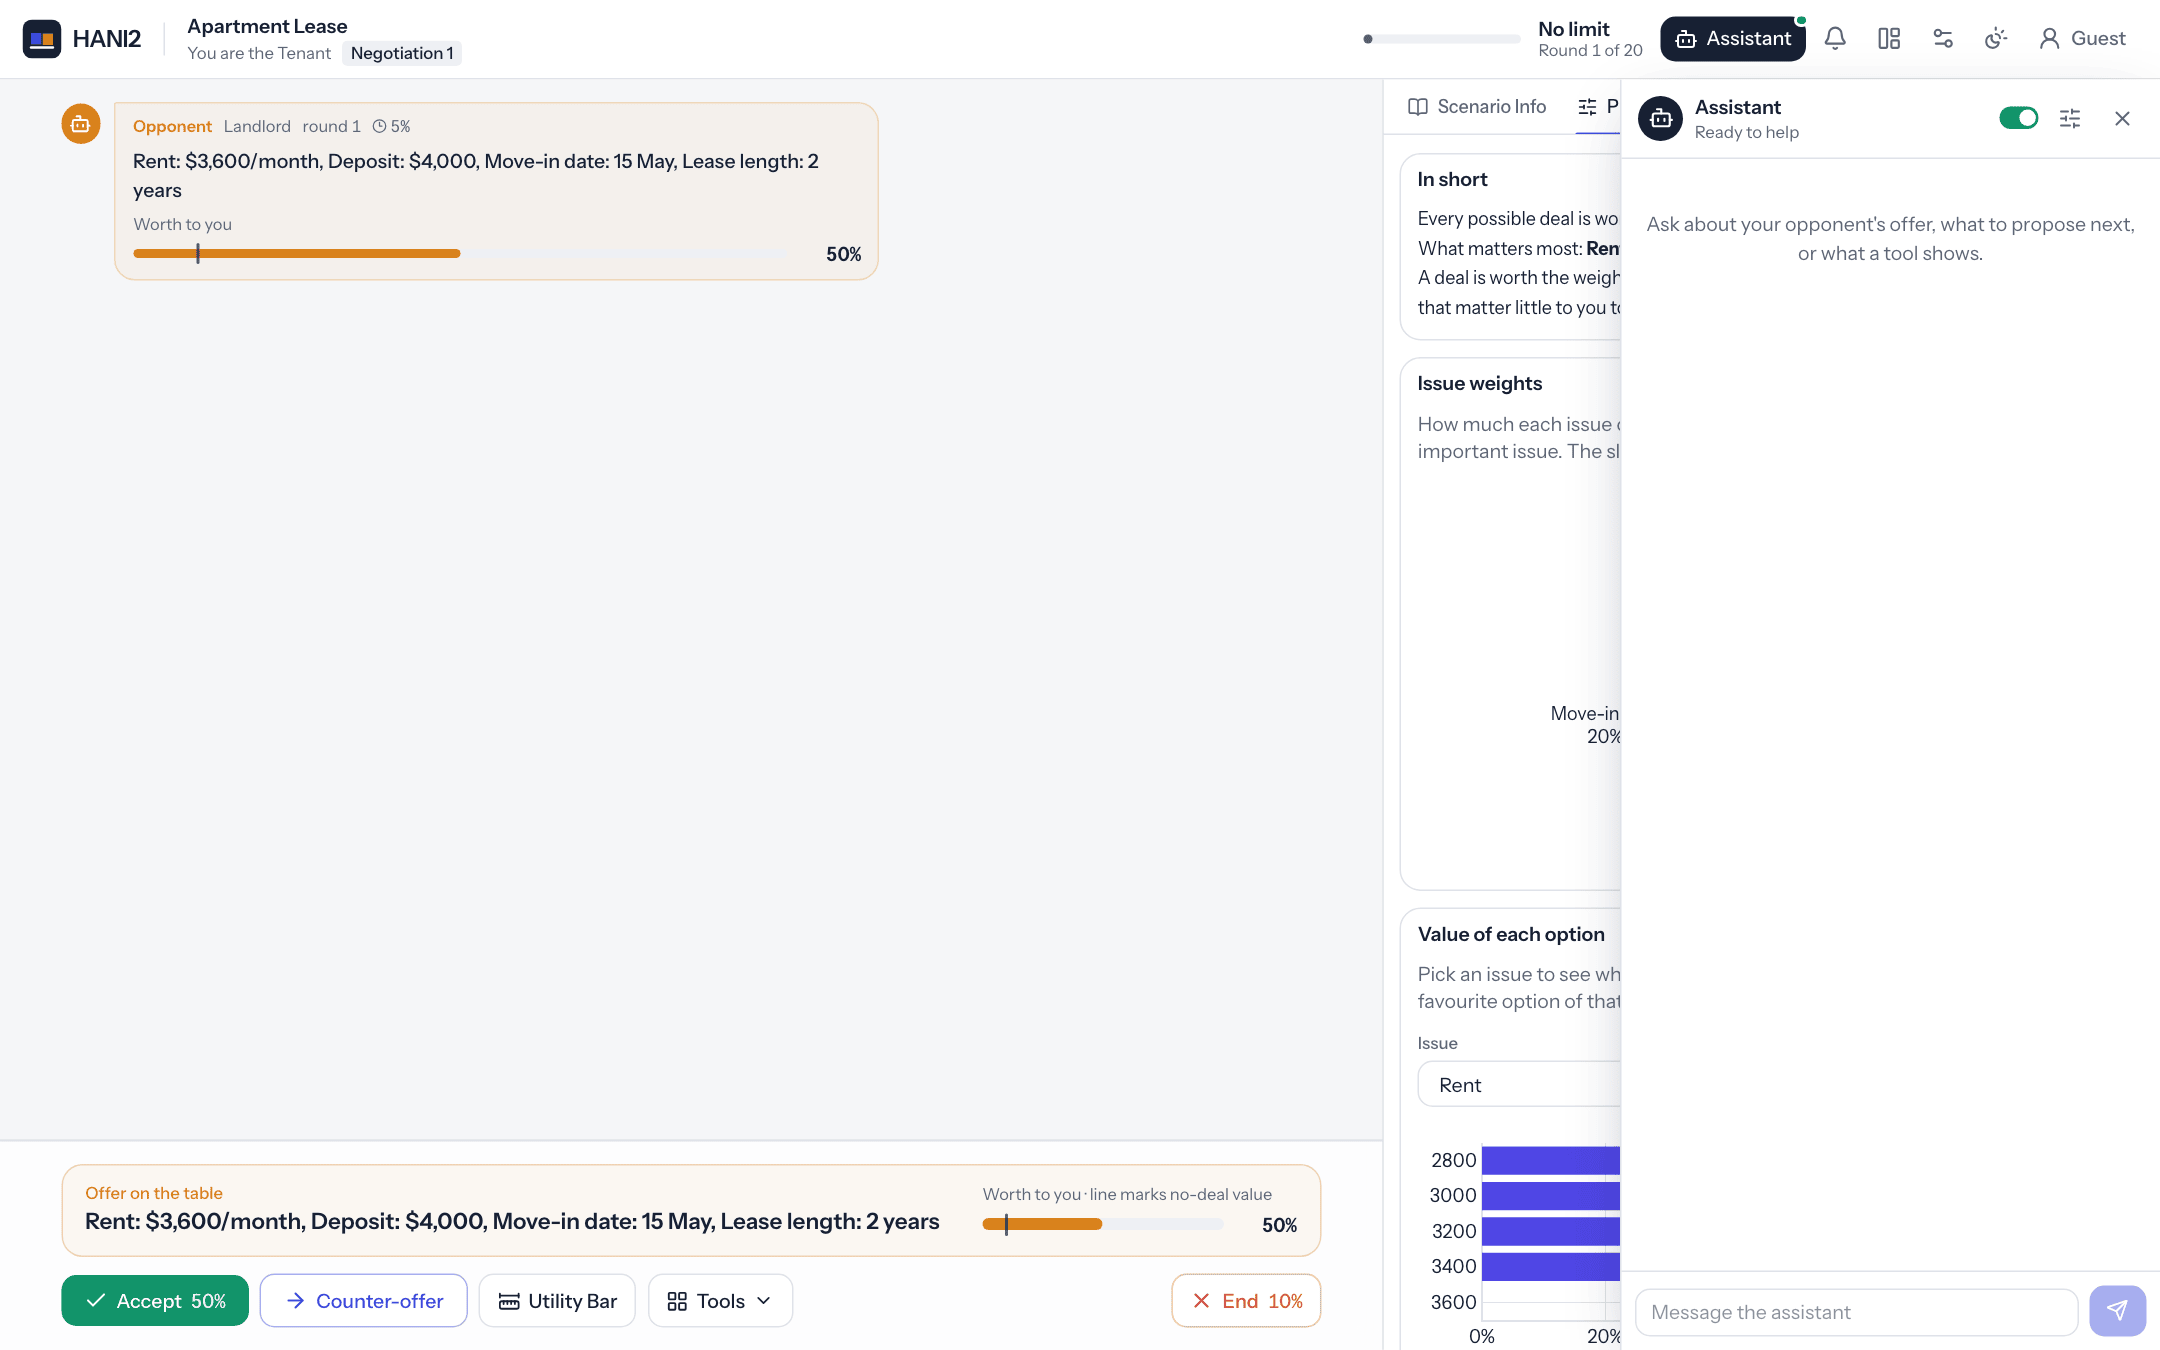 HANI2
Apartment Lease
You are the Tenant Negotiation 1
No limit
Round 1 of 20
Assistant
Guest
Opponent Landlord round 1 5%
Rent: $3,600/month, Deposit: $4,000, Move-in date: 15 May, Lease length: 2
years
Worth to you
50%
Scenario Info
In short
Every possible deal is wo
What matters most: Ren
A deal is worth the weigh
that matter little to you to
Issue weights
How much each issue
important issue. The sl
Move-in
20%
Value of each option
Pick an issue to see wh
favourite option of that
Issue
Rent
2800
3000
3200
3400
3600
0% 20%
Assistant
Ready to help
Ask about your opponent's offer, what to propose next,
or what a tool shows.
Message the assistant
Offer on the table
Rent: $3,600/month, Deposit: $4,000, Move-in date: 15 May, Lease length: 2 years
Worth to you · line marks no-deal value
50%
Accept 50%
Counter-offer
Utility Bar
Tools
End 10%